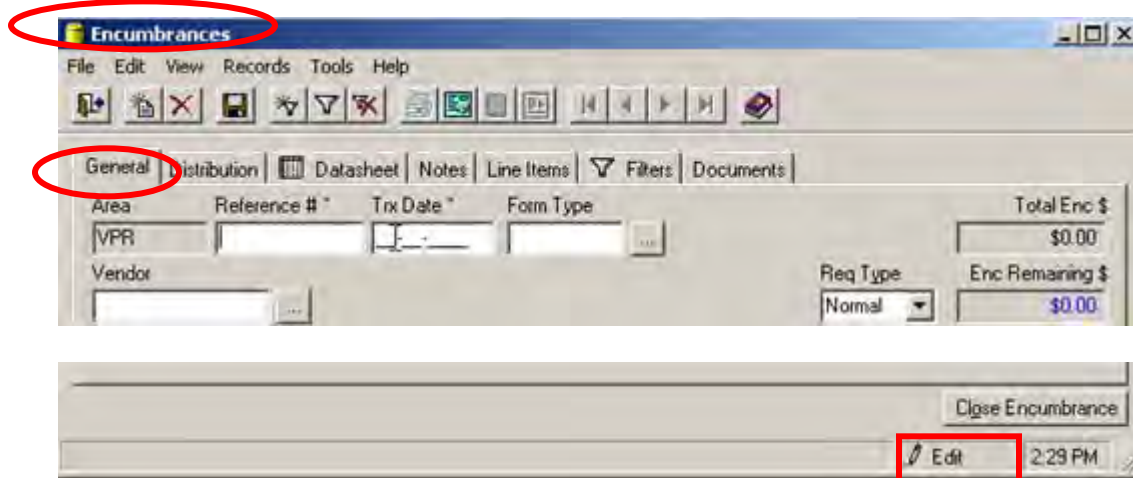 Encumbrances
File Edit View Records Tools Help
General Distribution Datasheet Notes Line Items Filters Documents
Area Reference # * Trx Date * Form Type Total Enc $
VPR $0.00
Vendor Req Type Enc Remaining $
Normal $0.00
Close Encumbrance
Edit 2:29 PM